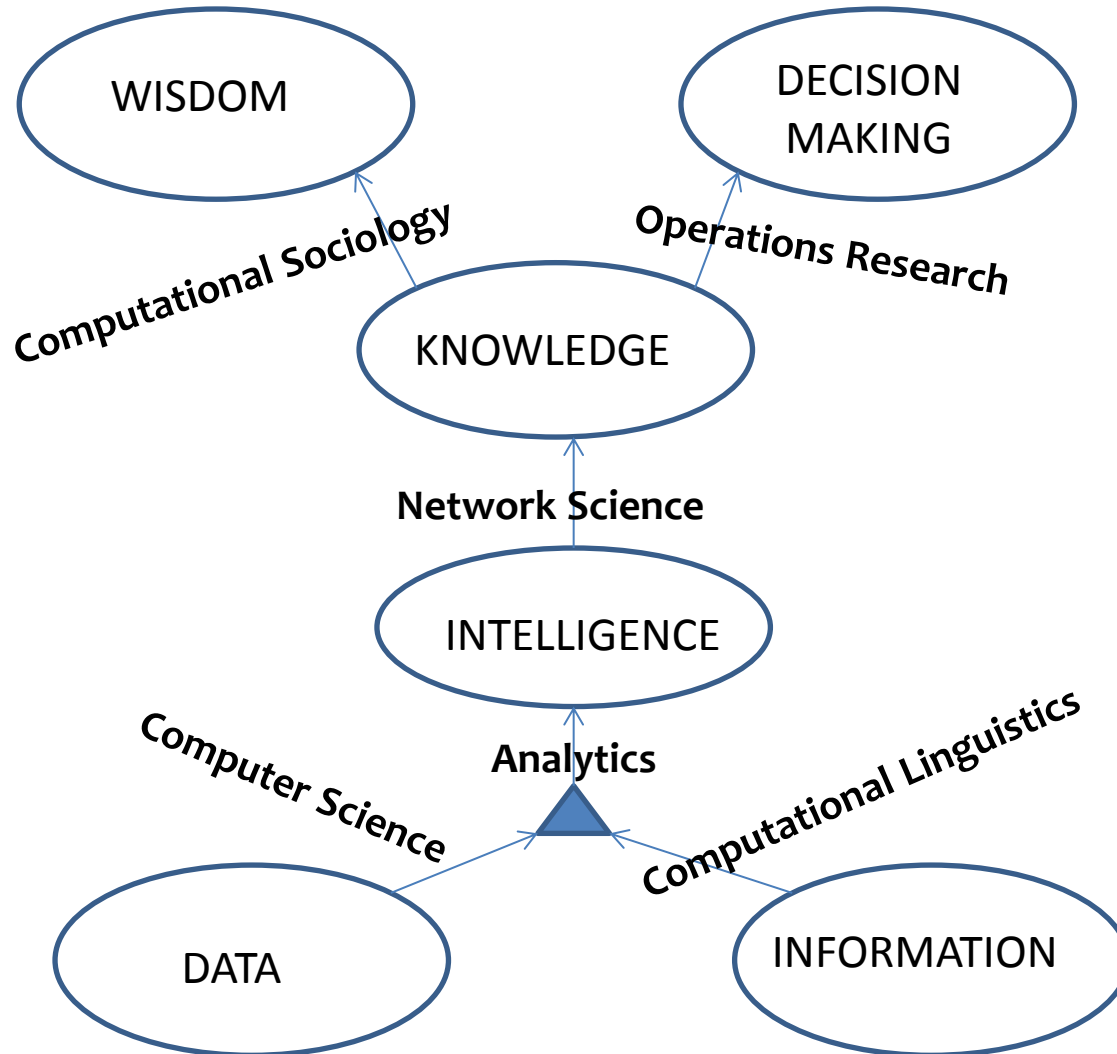 WISDOM
DECISION
MAKING
Computational Sociology
Operations Research
KNOWLEDGE
Network Science
INTELLIGENCE
Computer Science
Analytics
Computational Linguistics
DATA
INFORMATION